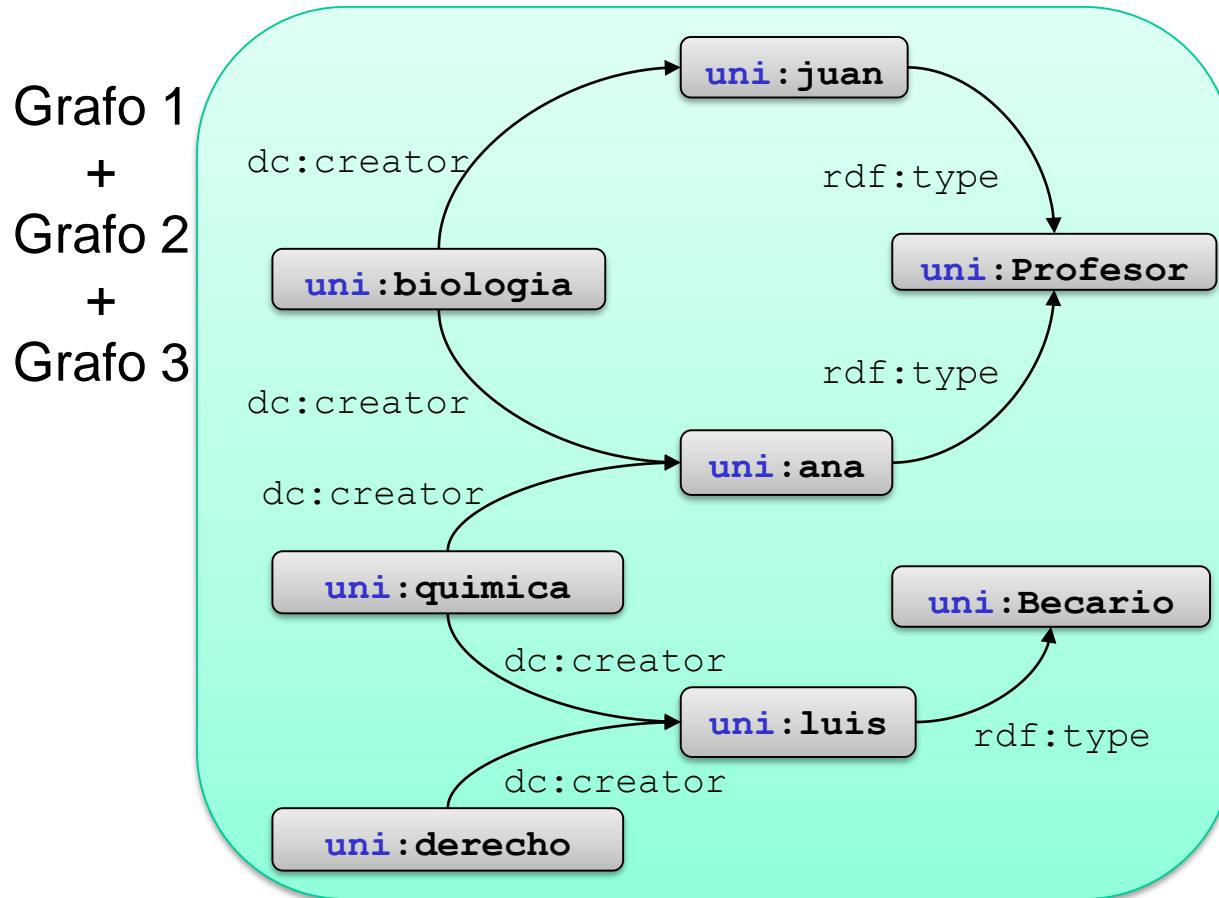 Grafo 1
+
Grafo 2
+
Grafo 3
uni:juan
dc:creator
rdf:type
uni:biologia
uni:Profesor
rdf:type
dc:creator
uni:ana
dc:creator
uni:quimica
uni:Becario
dc:creator
uni:luis
rdf:type
dc:creator
uni:derecho